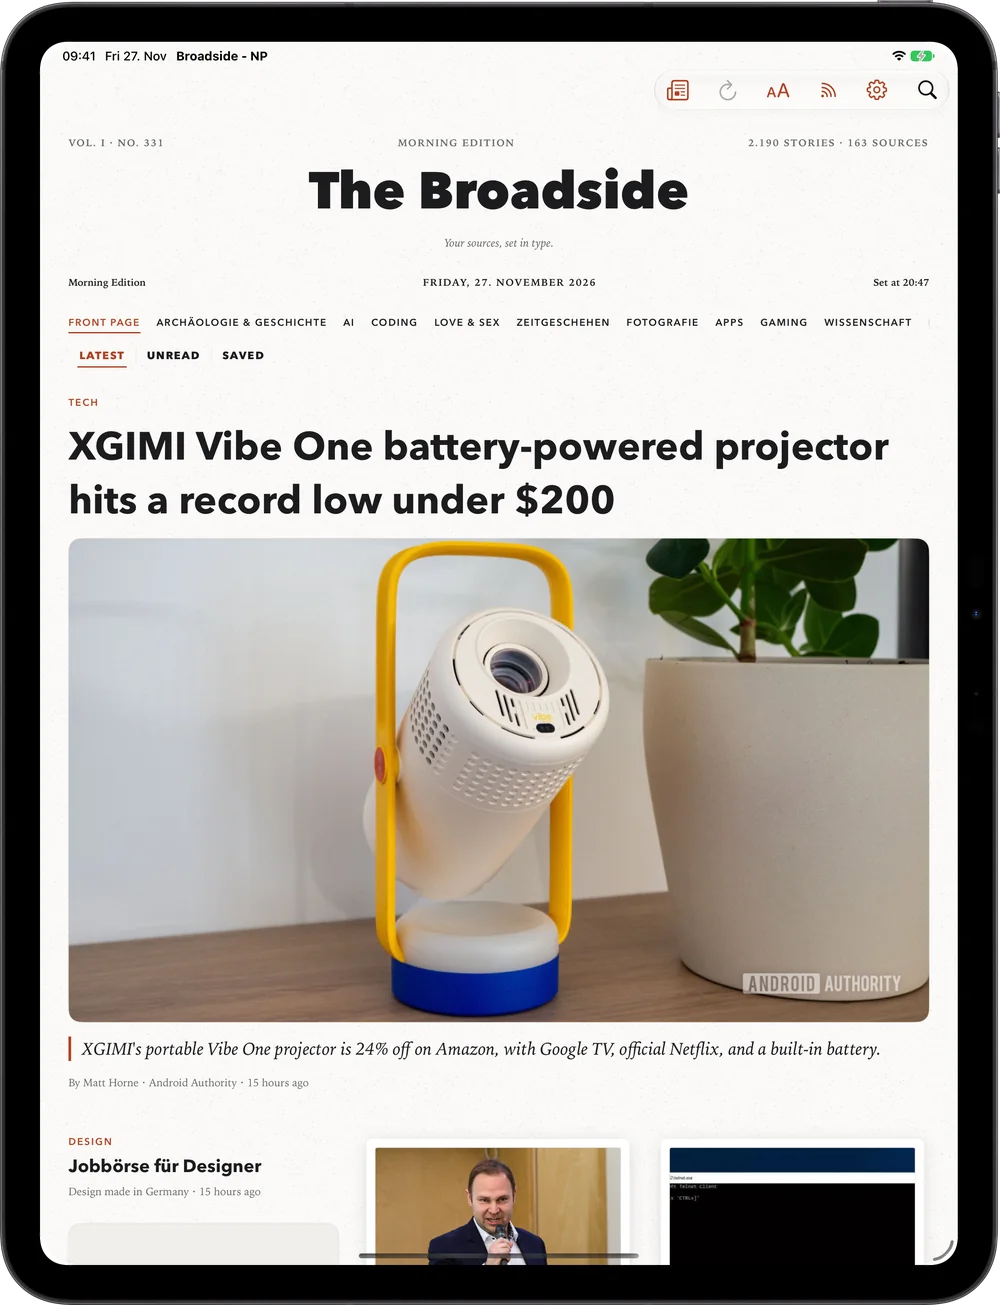 09:41 Fri 27. Nov Broadside - NP
AA
VOL. I · NO. 331 MORNING EDITION 2.190 STORIES · 163 SOURCES
The Broadside
Your sources, set in type.
Morning Edition FRIDAY, 27. NOVEMBER 2026 Set at 20:47
FRONT PAGE ARCHÄOLOGIE & GESCHICHTE AI CODING LOVE & SEX ZEITGESCHEHEN FOTOGRAFIE APPS GAMING WISSENSCHAFT
LATEST UNREAD SAVED
TECH
XGIMI Vibe One battery-powered projector
hits a record low under $200
vibe
ANDROID AUTHORITY
XGIMI's portable Vibe One projector is 24% off on Amazon, with Google TV, official Netflix, and a built-in battery.
By Matt Horne · Android Authority · 15 hours ago
DESIGN
Jobbörse für Designer
Design made in Germany · 15 hours ago
Telnet Client
'CTRL+]'